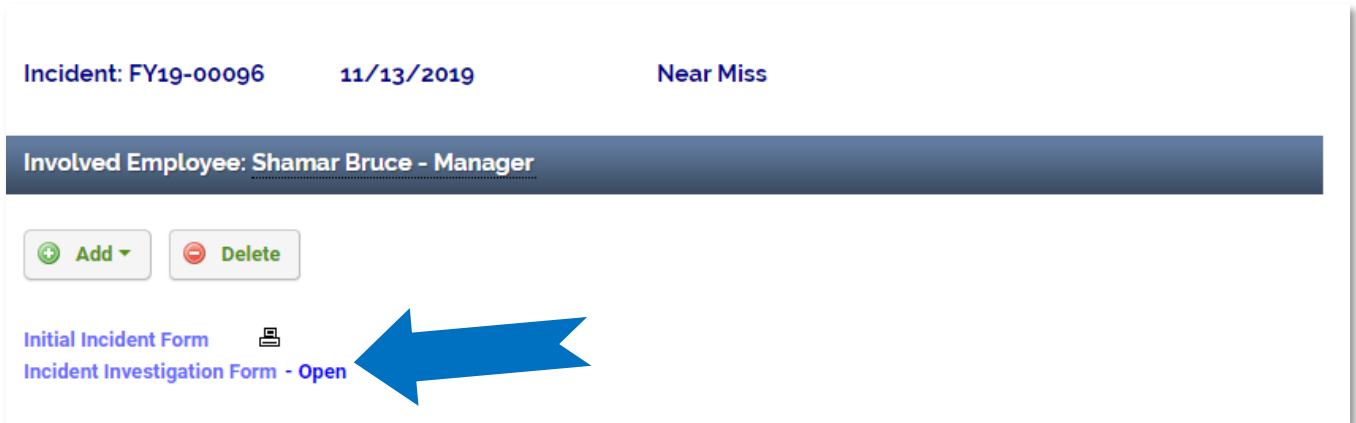 Incident: FY19-00096 11/13/2019 Near Miss
Involved Employee: Shamar Bruce - Manager
Add Delete
Initial Incident Form
Incident Investigation Form - Open